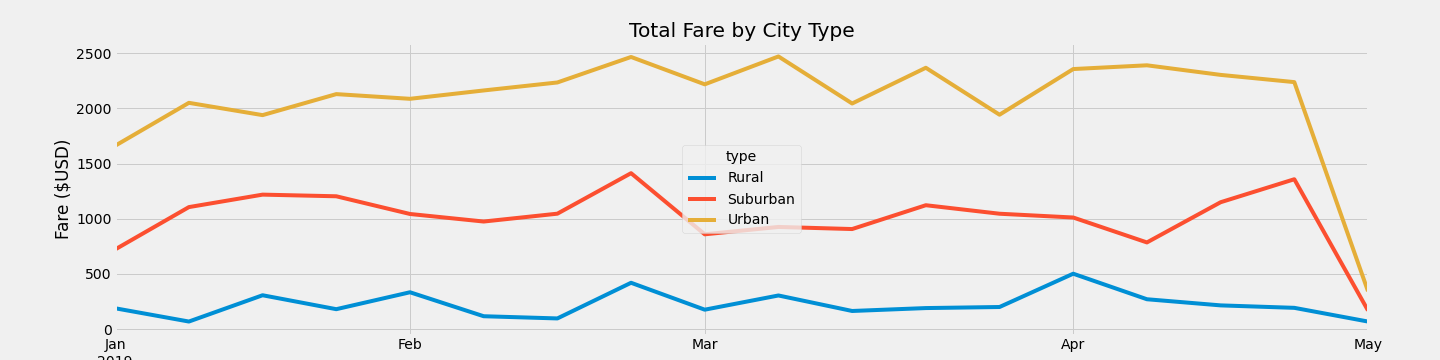 Total Fare by City Type
Fare ($USD)
2500
2000
1500
1000
500
0
type
Rural
Suburban
Urban
Jan
Feb
Mar
Apr
May
2019